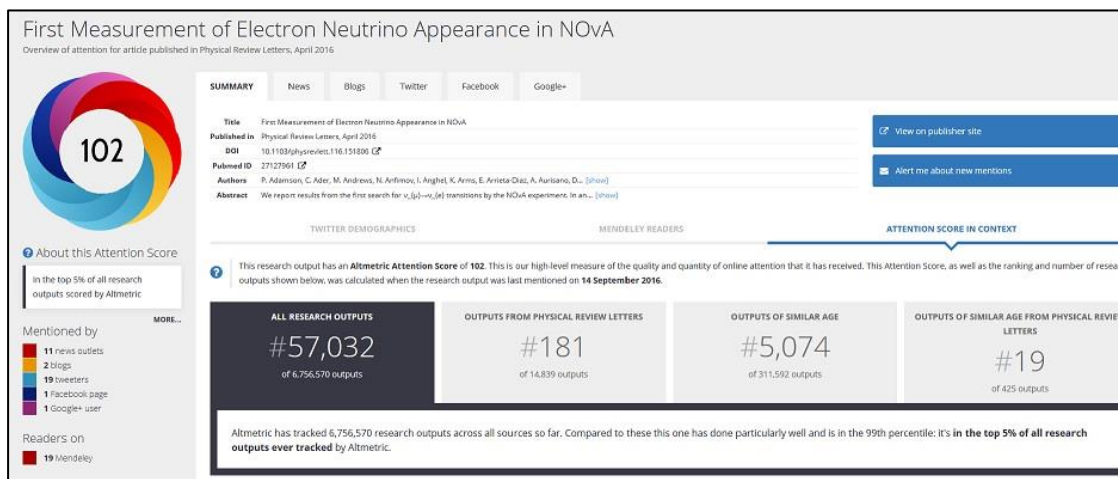 First Measurement of Electron Neutrino Appearance in NOvA
Overview of attention for article published in Physical Review Letters, April 2016
102
About this Attention Score
In the top 5% of all research
outputs scored by Altmetric
MORE...
Mentioned by
11 news outlets
2 blogs
19 tweeters
1 Facebook page
1 Google+ user
Readers on
19 Mendeley
SUMMARY News Blogs Twitter Facebook Google+
Title First Measurement of Electron Neutrino Appearance in NOvA
Published in Physical Review Letters, April 2016
DOI 10.1103/physrevlett.116.151806
Pubmed ID 27127961
Authors P. Adamson, C. Ader, M. Andrews, N. Anfimov, I. Anghel, K. Arms, E. Arrieta-Diaz, A. Aurisano, D... [show]
Abstract We report results from the first search for ν_{μ}→ν_{e} transitions by the NOvA experiment. In an... [show]
View on publisher site
Alert me about new mentions
TWITTER DEMOGRAPHICS MENDELEY READERS ATTENTION SCORE IN CONTEXT
? This research output has an Altmetric Attention Score of 102. This is our high-level measure of the quality and quantity of online attention that it has received. This Attention Score, as well as the ranking and number of resea
outputs shown below, was calculated when the research output was last mentioned on 14 September 2016.
ALL RESEARCH OUTPUTS
#57,032
of 6,756,570 outputs
OUTPUTS FROM PHYSICAL REVIEW LETTERS
#181
of 14,839 outputs
OUTPUTS OF SIMILAR AGE
#5,074
of 311,592 outputs
OUTPUTS OF SIMILAR AGE FROM PHYSICAL REVIE
LETTERS
#19
of 425 outputs
Altmetric has tracked 6,756,570 research outputs across all sources so far. Compared to these this one has done particularly well and is in the 99th percentile: it's in the top 5% of all research
outputs ever tracked by Altmetric.